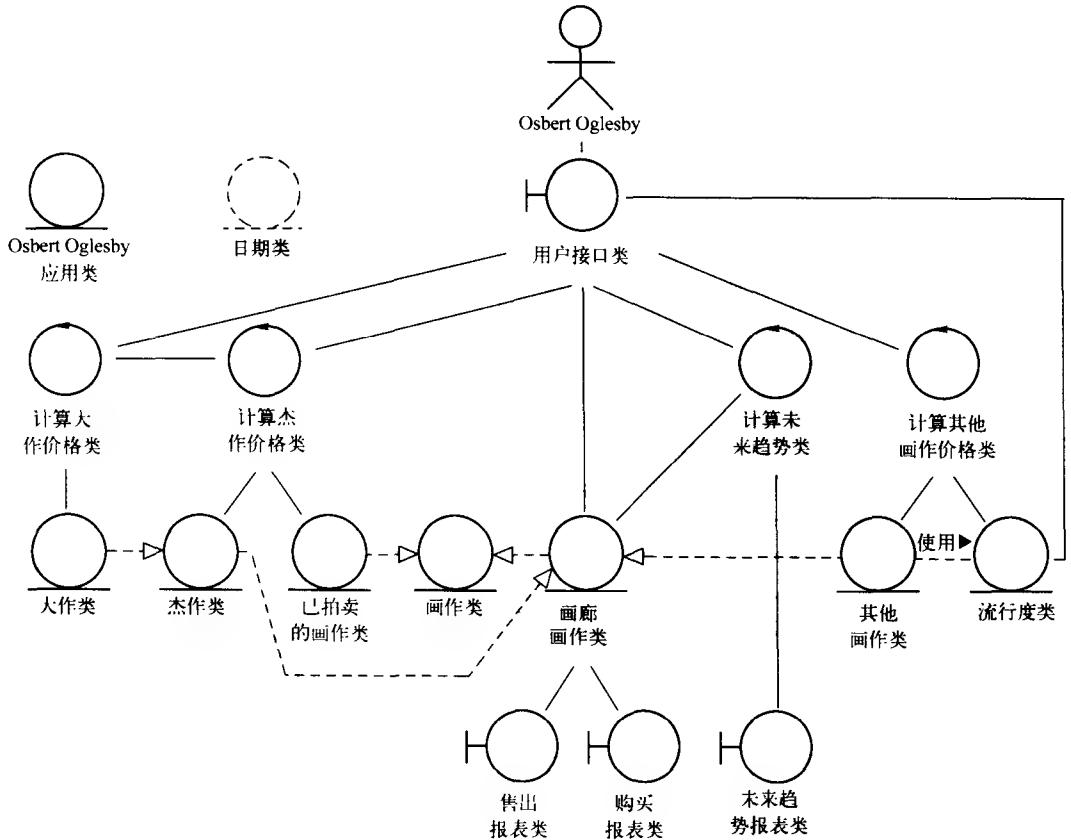 Osbert Oglesby
Osbert Oglesby
应用类
日期类
用户接口类
计算大
作价格类
计算杰
作价格类
计算未
来趋势类
计算其他
画作价格类
使用
大作类
杰作类
已拍卖
的画作类
画作类
画廊
画作类
其他
画作类
流行度类
售出
报表类
购买
报表类
未来趋
势报表类